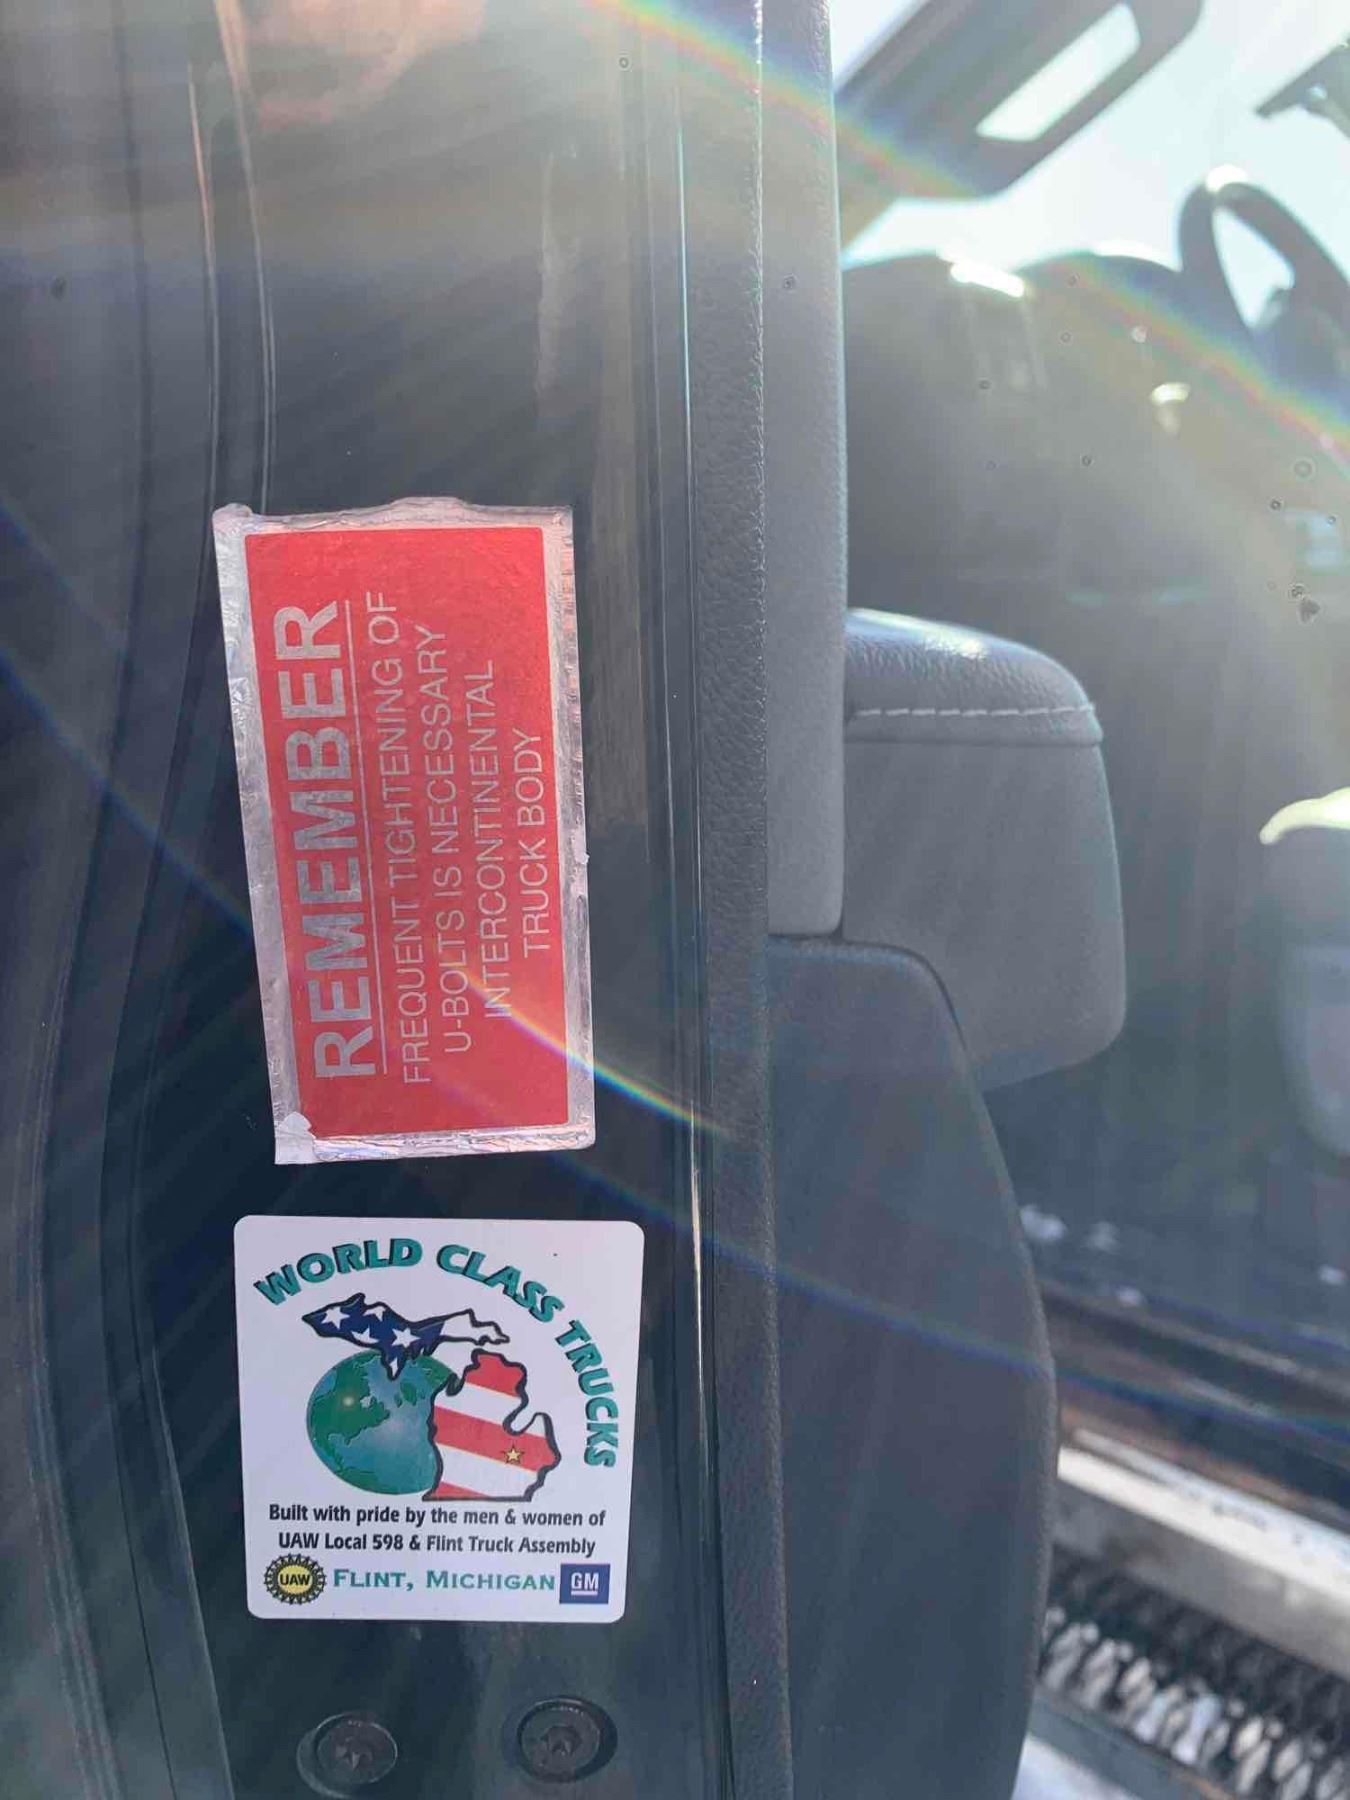 REMEMBER
FREQUENT TIGHTENING OF
U-BOLTS IS NECESSARY
INTERCONTINENTAL
TRUCK BODY
WORLD CLASS TRUCKS
Built with pride by the men & women of
UAW Local 598 & Flint Truck Assembly
UAW FLINT, MICHIGAN GM